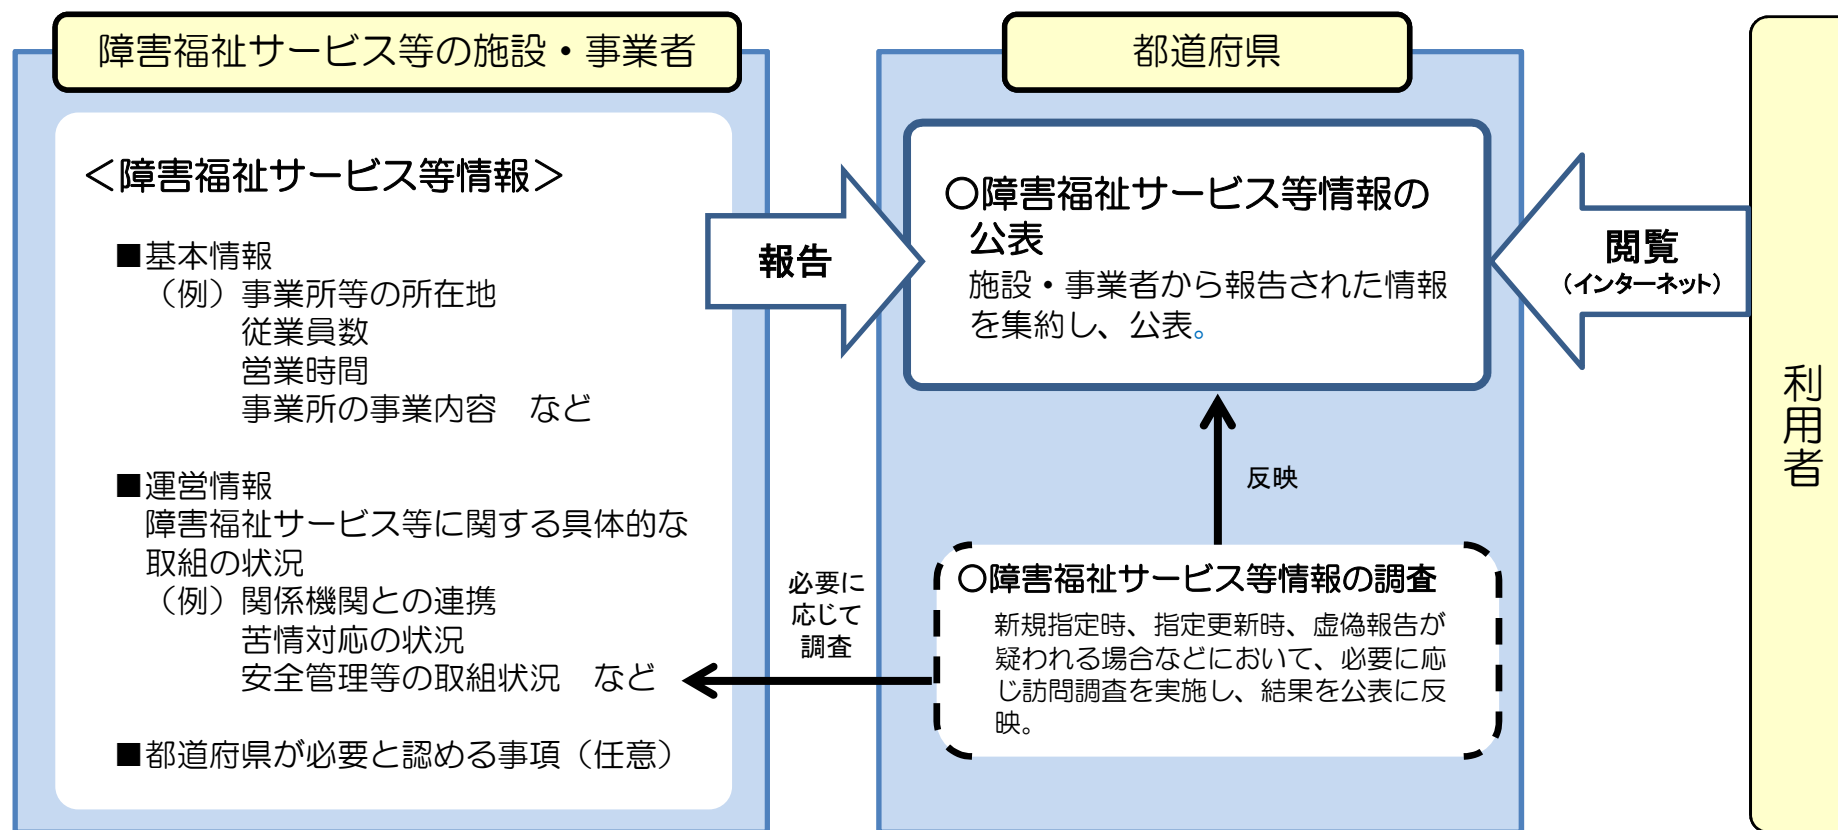 障害福祉サービス等の施設・事業者
＜障害福祉サービス等情報＞
■基本情報
（例）事業所等の所在地
従業員数
営業時間
事業所の事業内容　など
■運営情報
障害福祉サービス等に関する具体的な
取組の状況
（例）関係機関との連携
苦情対応の状況
安全管理等の取組状況　など
■都道府県が必要と認める事項（任意）
報告
必要に
応じて
調査
都道府県
〇障害福祉サービス等情報の
公表
施設・事業者から報告された情報
を集約し、公表。
反映
〇障害福祉サービス等情報の調査
新規指定時、指定更新時、虚偽報告が
疑われる場合などにおいて、必要に応
じ訪問調査を実施し、結果を公表に反
映。
閲覧
（インターネット）
利用者